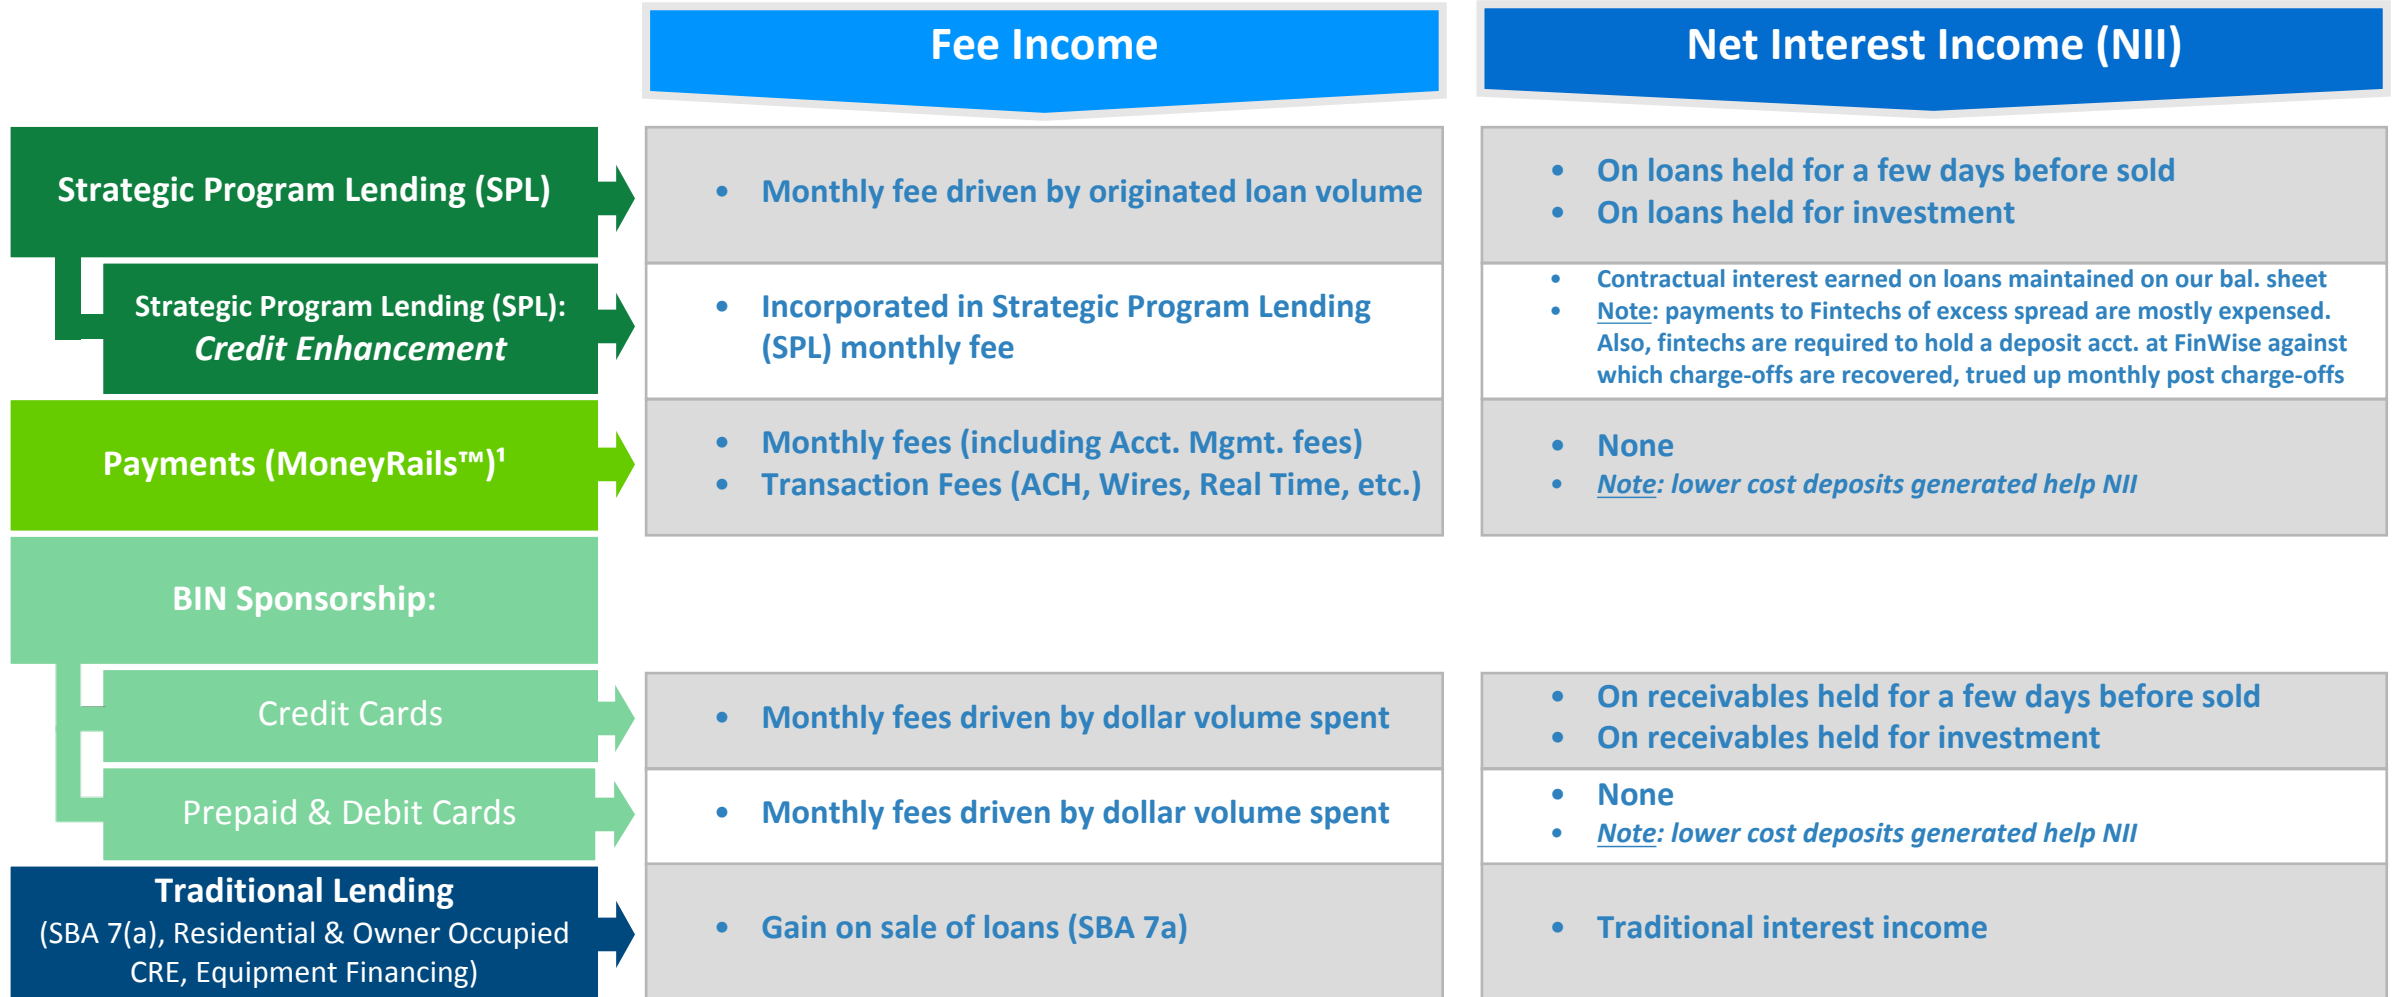 Fee Income
Net Interest Income (NII)
Strategic Program Lending (SPL)
• Monthly fee driven by originated loan volume
• On loans held for a few days before sold
• On loans held for investment
Strategic Program Lending (SPL):
Credit Enhancement
• Incorporated in Strategic Program Lending
(SPL) monthly fee
• Contractual interest earned on loans maintained on our bal. sheet
• Note: payments to Fintechs of excess spread are mostly expensed.
Also, fintechs are required to hold a deposit acct. at FinWise against
which charge-offs are recovered, trued up monthly post charge-offs
Payments (MoneyRails™)¹
• Monthly fees (including Acct. Mgmt. fees)
• Transaction Fees (ACH, Wires, Real Time, etc.)
• None
• Note: lower cost deposits generated help NII
BIN Sponsorship:
Credit Cards
• Monthly fees driven by dollar volume spent
• On receivables held for a few days before sold
• On receivables held for investment
Prepaid & Debit Cards
• Monthly fees driven by dollar volume spent
• None
• Note: lower cost deposits generated help NII
Traditional Lending
(SBA 7(a), Residential & Owner Occupied
CRE, Equipment Financing)
• Gain on sale of loans (SBA 7a)
• Traditional interest income